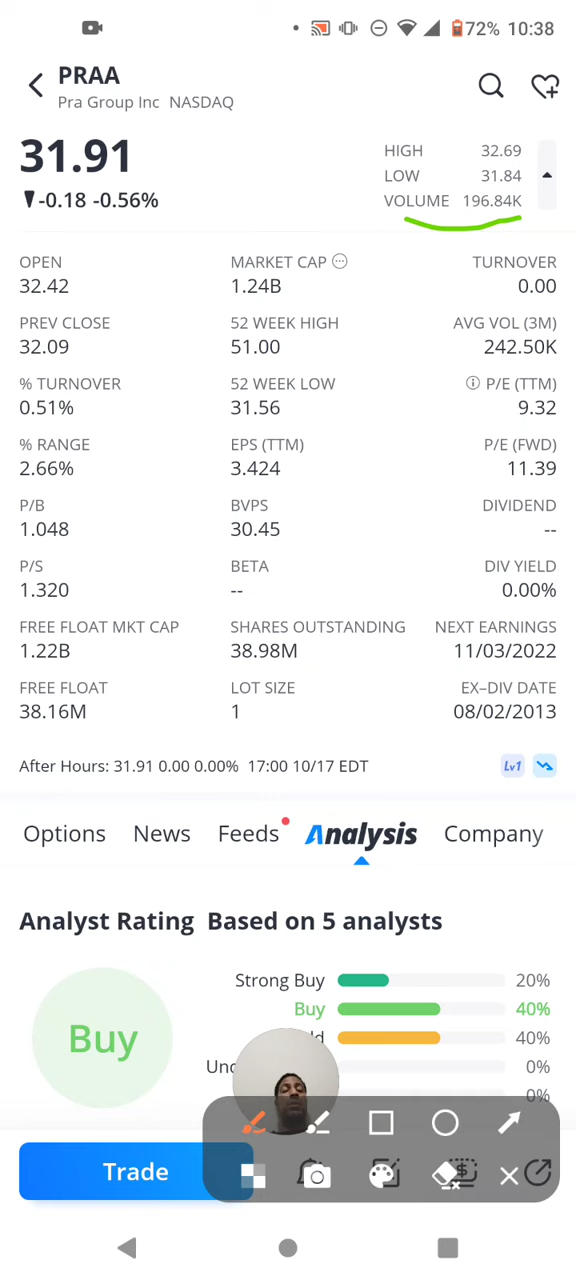 72% 10:38
PRAA
Pra Group Inc NASDAQ
31.91
-0.18 -0.56%
HIGH 32.69
LOW 31.84
VOLUME 196.84K
OPEN MARKET CAP TURNOVER
32.42 1.24B 0.00
PREV CLOSE 52 WEEK HIGH AVG VOL (3M)
32.09 51.00 242.50K
% TURNOVER 52 WEEK LOW P/E (TTM)
0.51% 31.56 9.32
% RANGE EPS (TTM) P/E (FWD)
2.66% 3.424 11.39
P/B BVPS DIVIDEND
1.048 30.45 --
P/S BETA DIV YIELD
1.320 -- 0.00%
FREE FLOAT MKT CAP SHARES OUTSTANDING NEXT EARNINGS
1.22B 38.98M 11/03/2022
FREE FLOAT LOT SIZE EX-DIV DATE
38.16M 1 08/02/2013
After Hours: 31.91 0.00 0.00% 17:00 10/17 EDT Lv1
Options News Feeds Analysis Company
Analyst Rating Based on 5 analysts
Buy
Strong Buy 20%
Buy 40%
40%
0%
0%
Trade